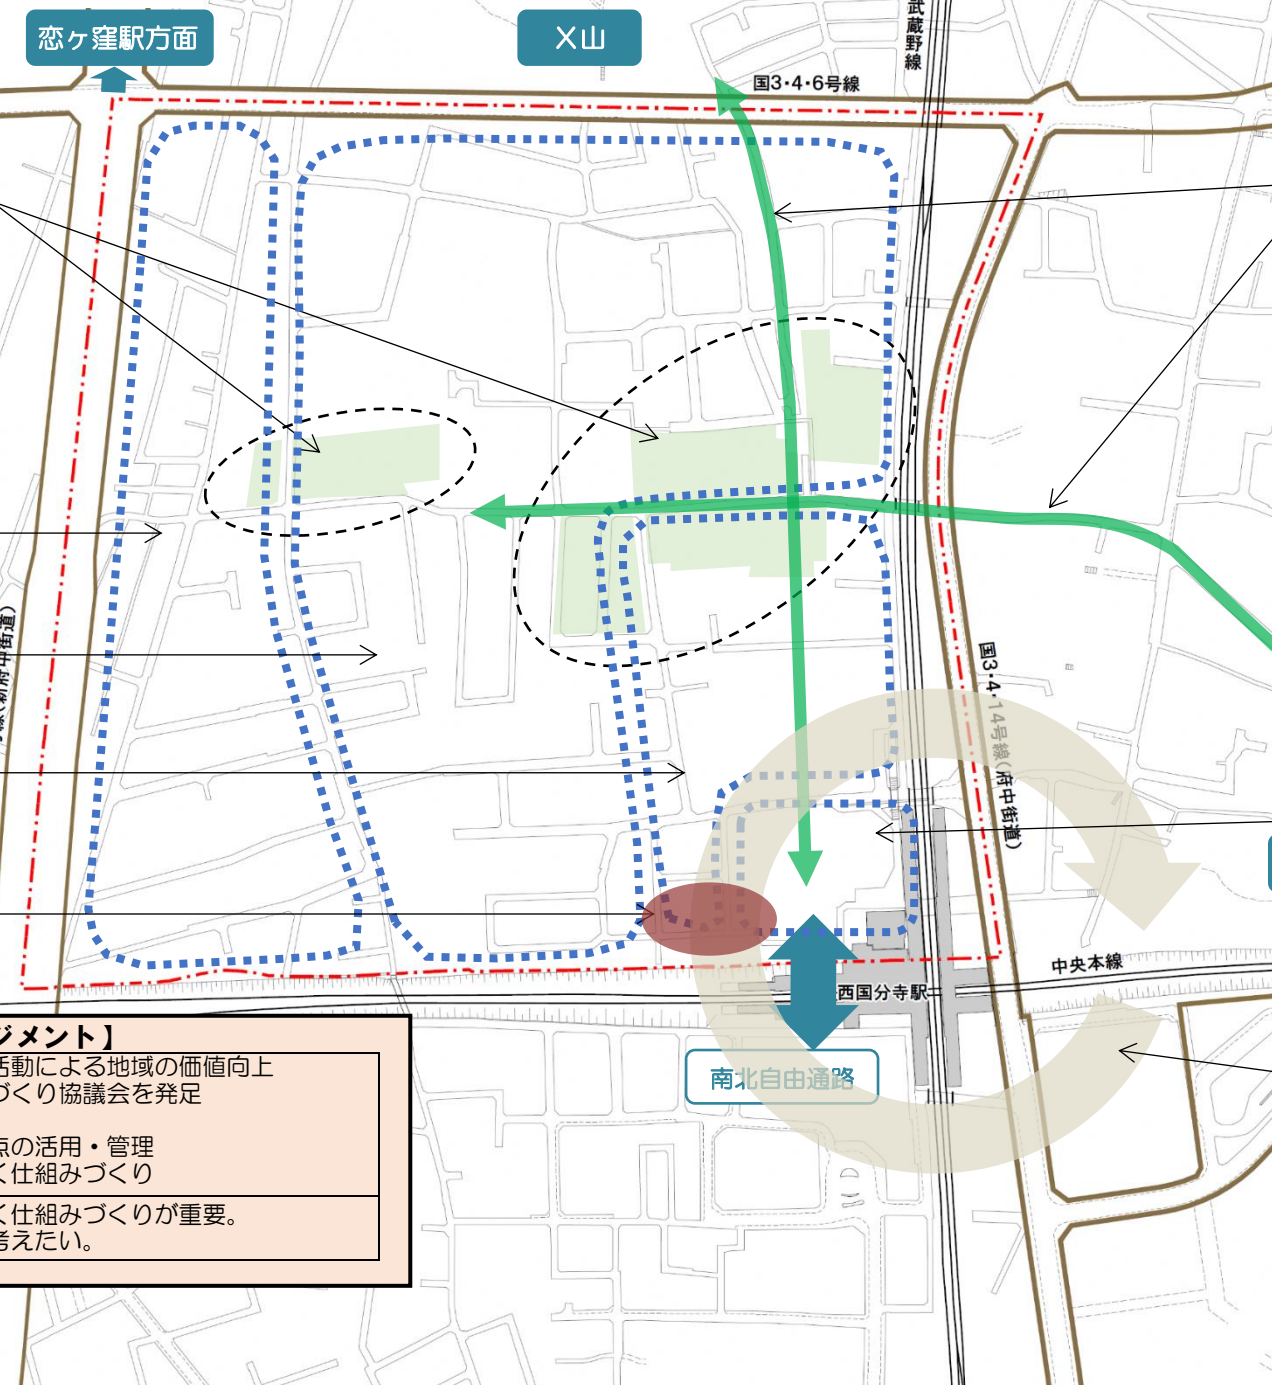 恋ヶ窪駅方面
X山
武蔵野線
国3・4・6号線
国3・4・14号線(府中街道)
中央本線
西国分寺駅
南北自由通路
ジメント】
活動による地域の価値向上
づくり協議会を発足
点の活用・管理
く仕組みづくり
く仕組みづくりが重要。
考えたい。